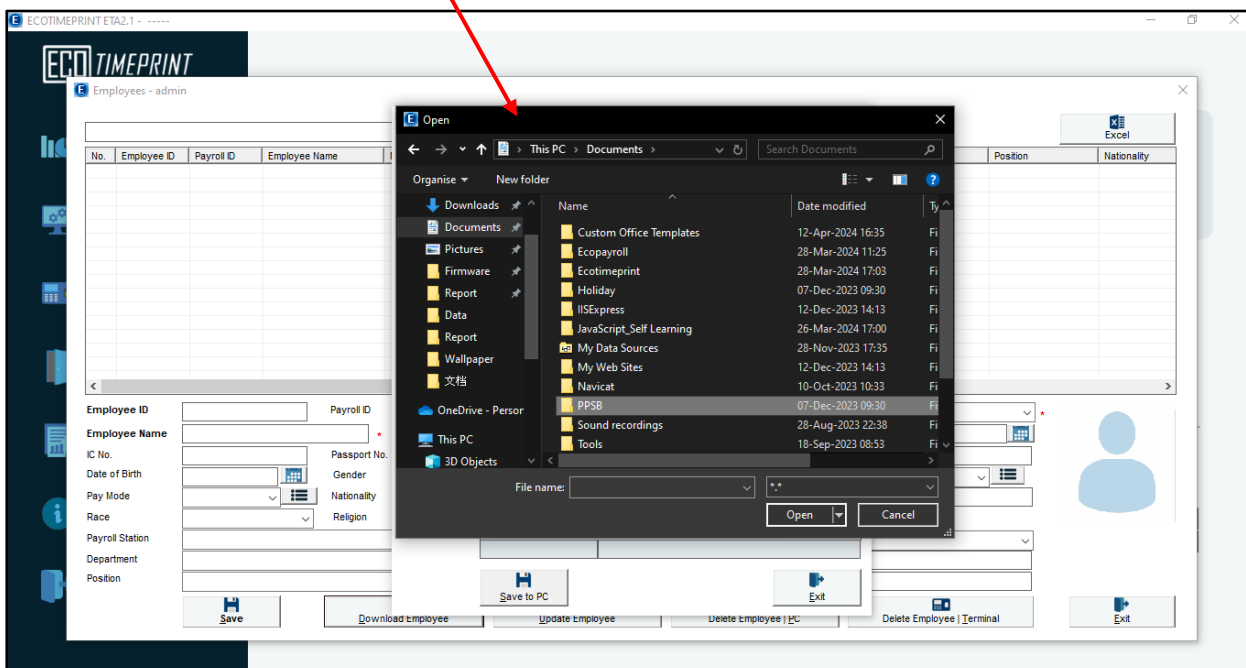 ECOTIMEPRINT ETA2.1 - -----
ECO TIMEPRINT
Employees - admin
Excel
No. Employee ID Payroll ID Employee Name Position Nationality
Open
This PC > Documents >
Search Documents
Organise New folder
Downloads
Documents
Pictures
Firmware
Report
Data
Report
Wallpaper
文档
OneDrive - Person
This PC
3D Objects
Name Date modified Ty
Custom Office Templates 12-Apr-2024 16:35 Fi
Ecopayroll 28-Mar-2024 11:25 Fi
Ecotimeprint 28-Mar-2024 17:03 Fi
Holiday 07-Dec-2023 09:30 Fi
IISExpress 12-Dec-2023 14:13 Fi
JavaScript_Self Learning 26-Mar-2024 17:00 Fi
My Data Sources 28-Nov-2023 17:35 Fi
My Web Sites 12-Dec-2023 14:13 Fi
Navicat 10-Oct-2023 10:33 Fi
PPSB 07-Dec-2023 09:30 Fi
Sound recordings 28-Aug-2023 22:38 Fi
Tools 18-Sep-2023 08:53 Fi
File name: *.*
Open Cancel
Employee ID Payroll ID *
Employee Name *
IC No. Passport No.
Date of Birth Gender
Pay Mode Nationality
Race Religion
Payroll Station
Department
Position
Save to PC Exit
Save Download Employee Update Employee Delete Employee | PC Delete Employee | Terminal Exit